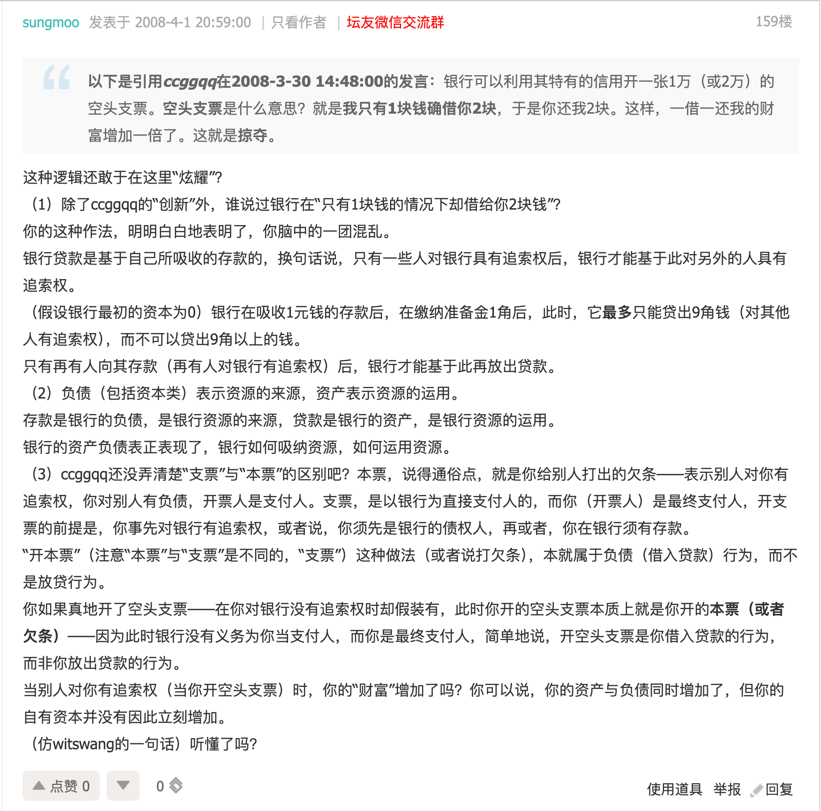 sungmoo 发表于 2008-4-1 20:59:00 | 只看作者 | 坛友微信交流群 159楼
以下是引用ccggqq在2008-3-30 14:48:00的发言：银行可以利用其特有的信用开一张1万（或2万）的
空头支票。空头支票是什么意思？就是我只有1块钱确借你2块，于是你还我2块。这样，一借一还我的财
富增加一倍了。这就是掠夺。
这种逻辑还敢于在这里“炫耀”？
（1）除了ccggqq的“创新”外，谁说过银行在“只有1块钱的情况下却借给你2块钱”？
你的这种作法，明明白白地表明了，你脑中的一团混乱。
银行贷款是基于自己所吸收的存款的，换句话说，只有一些人对银行具有追索权后，银行才能基于此对另外的人具有
追索权。
（假设银行最初的资本为0）银行在吸收1元钱的存款后，在缴纳准备金1角后，此时，它最多只能贷出9角钱（对其他
人有追索权），而不可以贷出9角以上的钱。
只有再有人向其存款（再有人对银行有追索权）后，银行才能基于此再放出贷款。
（2）负债（包括资本类）表示资源的来源，资产表示资源的运用。
存款是银行的负债，是银行资源的来源，贷款是银行的资产，是银行资源的运用。
银行的资产负债表正表现了，银行如何吸纳资源，如何运用资源。
（3）ccggqq还没弄清楚“支票”与“本票”的区别吧？本票，说得通俗点，就是你给别人打出的欠条——表示别人对你有
追索权，你对别人有负债，开票人是支付人。支票，是以银行为直接支付人的，而你（开票人）是最终支付人，开支
票的前提是，你事先对银行有追索权，或者说，你须先是银行的债权人，再或者，你在银行须有存款。
“开本票”（注意“本票”与“支票”是不同的，“支票”）这种做法（或者说打欠条），本就属于负债（借入贷款）行为，而不
是放贷行为。
你如果真地开了空头支票——在你对银行没有追索权时却假装有，此时你开的空头支票本质上就是你开的本票（或者
欠条）——因为此时银行没有义务为你当支付人，而你是最终支付人，简单地说，开空头支票是你借入贷款的行为，
而非你放出贷款的行为。
当别人对你有追索权（当你开空头支票）时，你的“财富”增加了吗？你可以说，你的资产与负债同时增加了，但你的
自有资本并没有因此立刻增加。
（仿witswang的一句话）听懂了吗？
点赞 0 0 使用道具 举报 回复